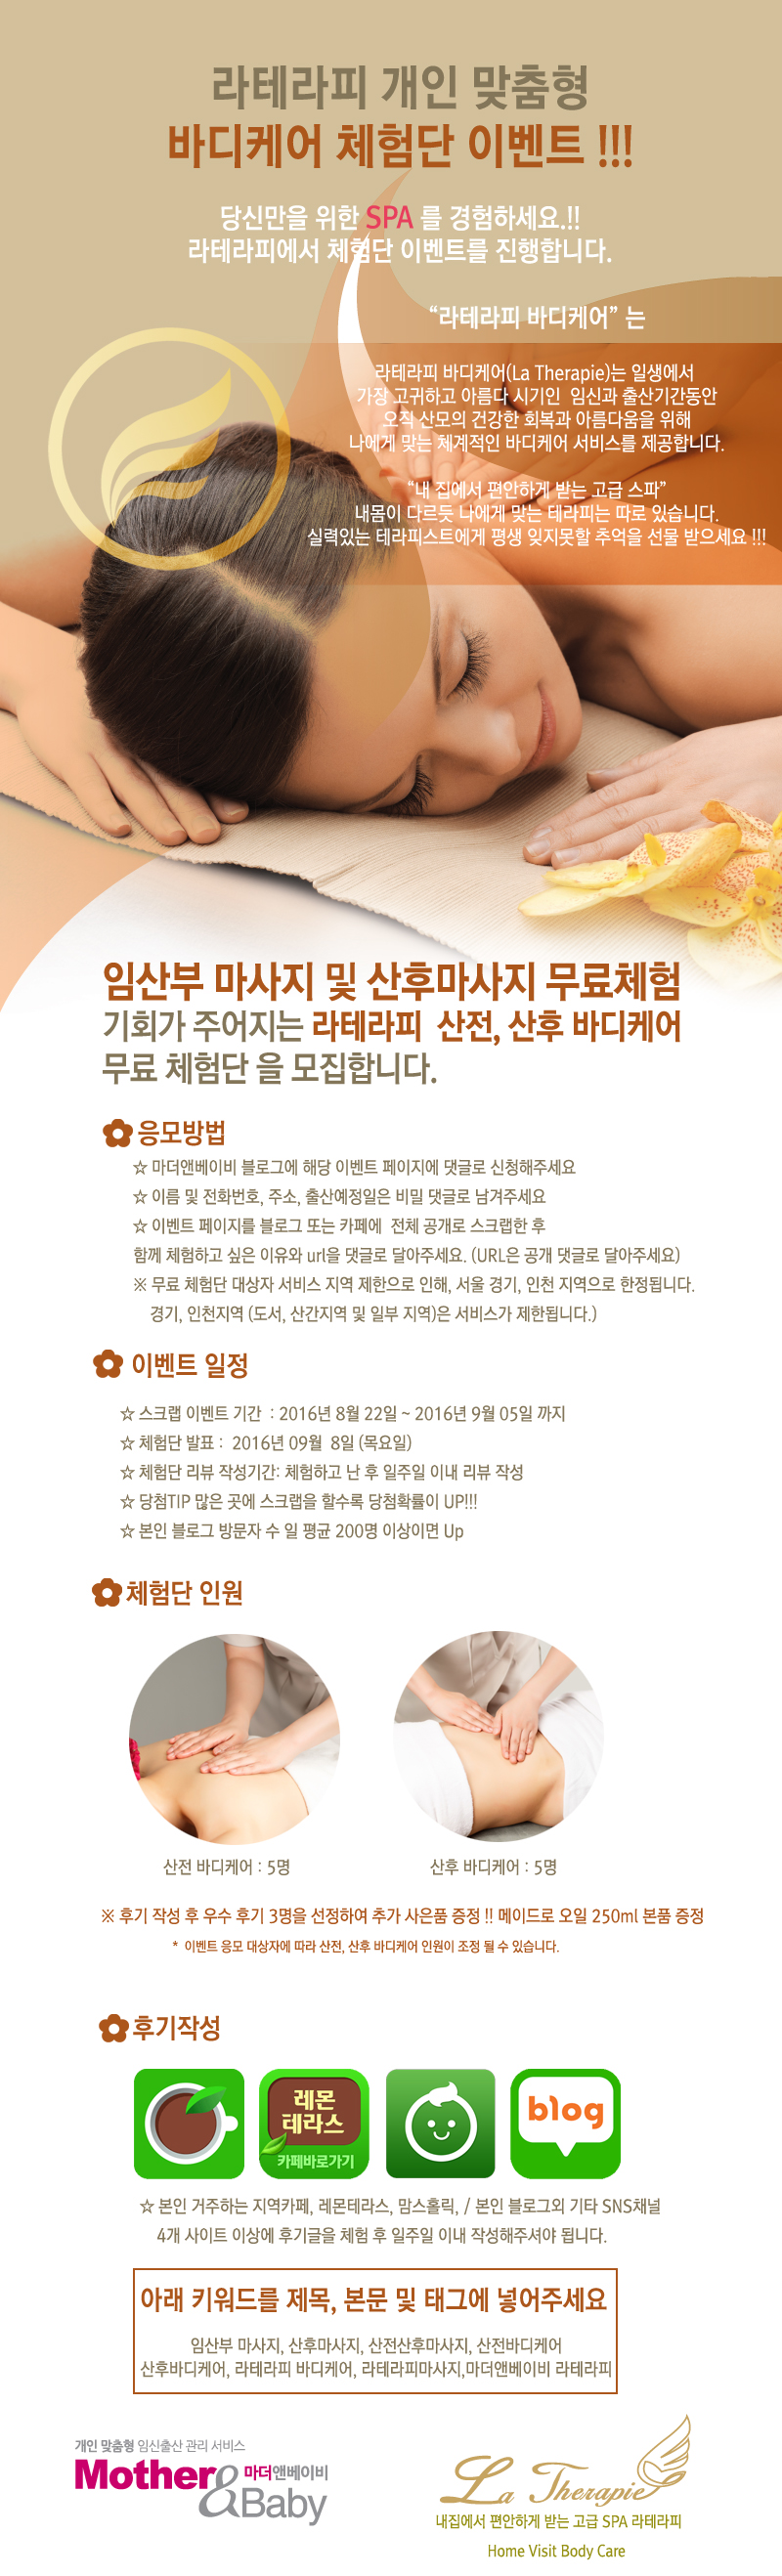 라테라피 개인 맞춤형
바디케어 체험단 이벤트 !!!
당신만을 위한 SPA 를 경험하세요.!!
라테라피에서 체험단 이벤트를 진행합니다.
“라테라피 바디케어” 는
라테라피 바디케어(La Therapie)는 일생에서
가장 고귀하고 아름다 시기인 임신과 출산기간동안
오직 산모의 건강한 회복과 아름다움을 위해
나에게 맞는 체계적인 바디케어 서비스를 제공합니다.
“내 집에서 편안하게 받는 고급 스파”
내몸이 다르듯 나에게 맞는 테라피는 따로 있습니다.
실력있는 테라피스트에게 평생 잊지못할 추억을 선물 받으세요 !!!
임산부 마사지 및 산후마사지 무료체험
기회가 주어지는 라테라피 산전, 산후 바디케어
무료 체험단 을 모집합니다.
응모방법
☆ 마더앤베이비 블로그에 해당 이벤트 페이지에 댓글로 신청해주세요
☆ 이름 및 전화번호, 주소, 출산예정일은 비밀 댓글로 남겨주세요
☆ 이벤트 페이지를 블로그 또는 카페에 전체 공개로 스크랩한 후
함께 체험하고 싶은 이유와 url을 댓글로 달아주세요. (URL은 공개 댓글로 달아주세요)
※ 무료 체험단 대상자 서비스 지역 제한으로 인해, 서울 경기, 인천 지역으로 한정됩니다.
경기, 인천지역 (도서, 산간지역 및 일부 지역)은 서비스가 제한됩니다.)
이벤트 일정
☆ 스크랩 이벤트 기간 : 2016년 8월 22일 ~ 2016년 9월 05일 까지
☆ 체험단 발표 : 2016년 09월 8일 (목요일)
☆ 체험단 리뷰 작성기간: 체험하고 난 후 일주일 이내 리뷰 작성
☆ 당첨TIP 많은 곳에 스크랩을 할수록 당첨확률이 UP!!!
☆ 본인 블로그 방문자 수 일 평균 200명 이상이면 Up
체험단 인원
산전 바디케어 : 5명
산후 바디케어 : 5명
※ 후기 작성 후 우수 후기 3명을 선정하여 추가 사은품 증정 !! 메이드로 오일 250ml 본품 증정
* 이벤트 응모 대상자에 따라 산전, 산후 바디케어 인원이 조정 될 수 있습니다.
후기작성
레몬
테라스
카페바로가기
blog
☆ 본인 거주하는 지역카페, 레몬테라스, 맘스홀릭, / 본인 블로그외 기타 SNS채널
4개 사이트 이상에 후기글을 체험 후 일주일 이내 작성해주셔야 됩니다.
아래 키워드를 제목, 본문 및 태그에 넣어주세요
임산부 마사지, 산후마사지, 산전산후마사지, 산전바디케어
산후바디케어, 라테라피 바디케어, 라테라피마사지,마더앤베이비 라테라피
개인 맞춤형 임신출산 관리 서비스
Mother 마더앤베이비
&Baby
La Therapie
내집에서 편안하게 받는 고급 SPA 라테라피
Home Visit Body Care